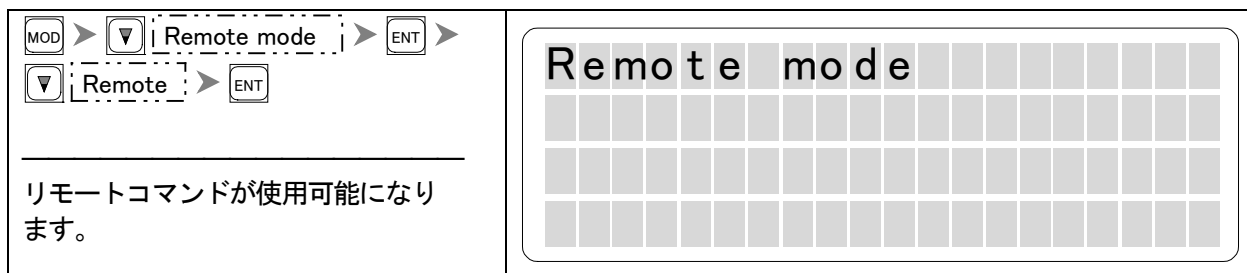 MOD ➤ ▼ Remote mode ➤ ENT ➤
▼ Remote ➤ ENT
リモートコマンドが使用可能になり
ます。
Remote mode